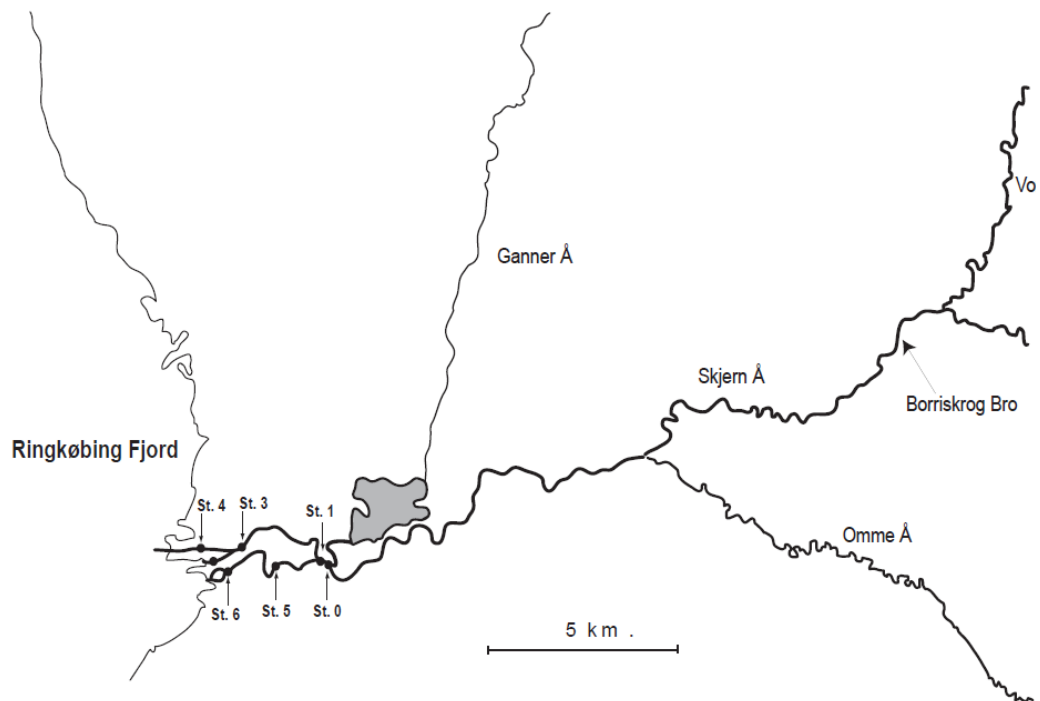 Vo
Ganner Å
Skjern Å
Borriskrog Bro
Ringkøbing Fjord
St. 4
St. 3
St. 1
Omme Å
St. 6
St. 5
St. 0
5 km .